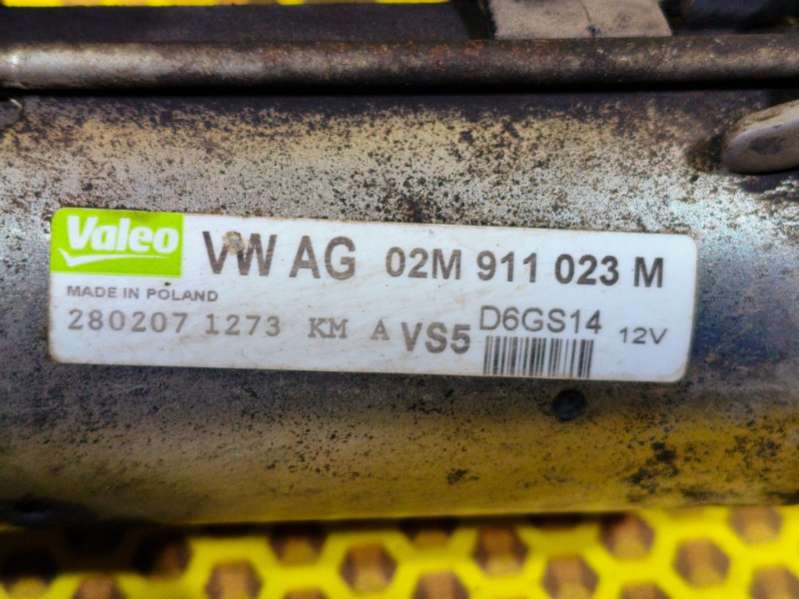 Valeo VW AG 02M 911 023 M
MADE IN POLAND
280207 1273 KM A VS5 D6GS14 12V